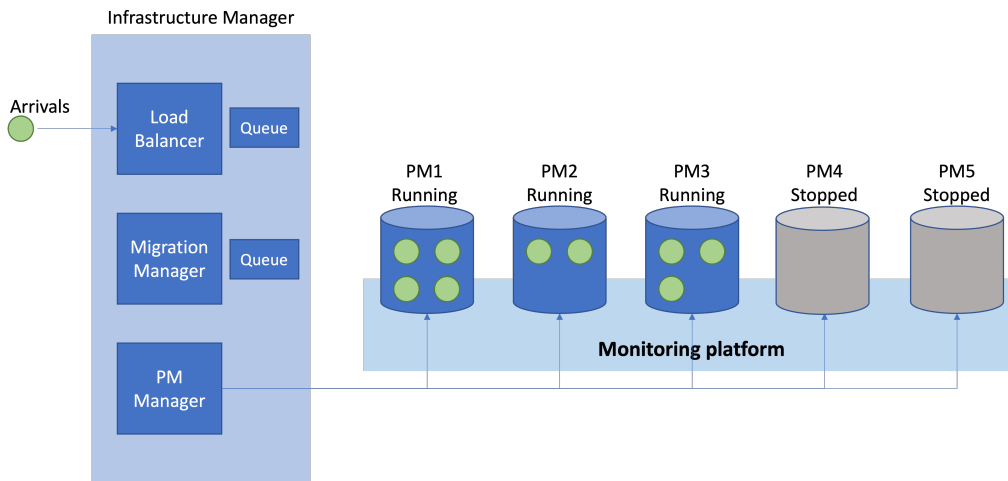 Infrastructure Manager
Arrivals
Load
Balancer
Queue
Migration
Manager
Queue
PM
Manager
PM1
Running
PM2
Running
PM3
Running
PM4
Stopped
PM5
Stopped
Monitoring platform